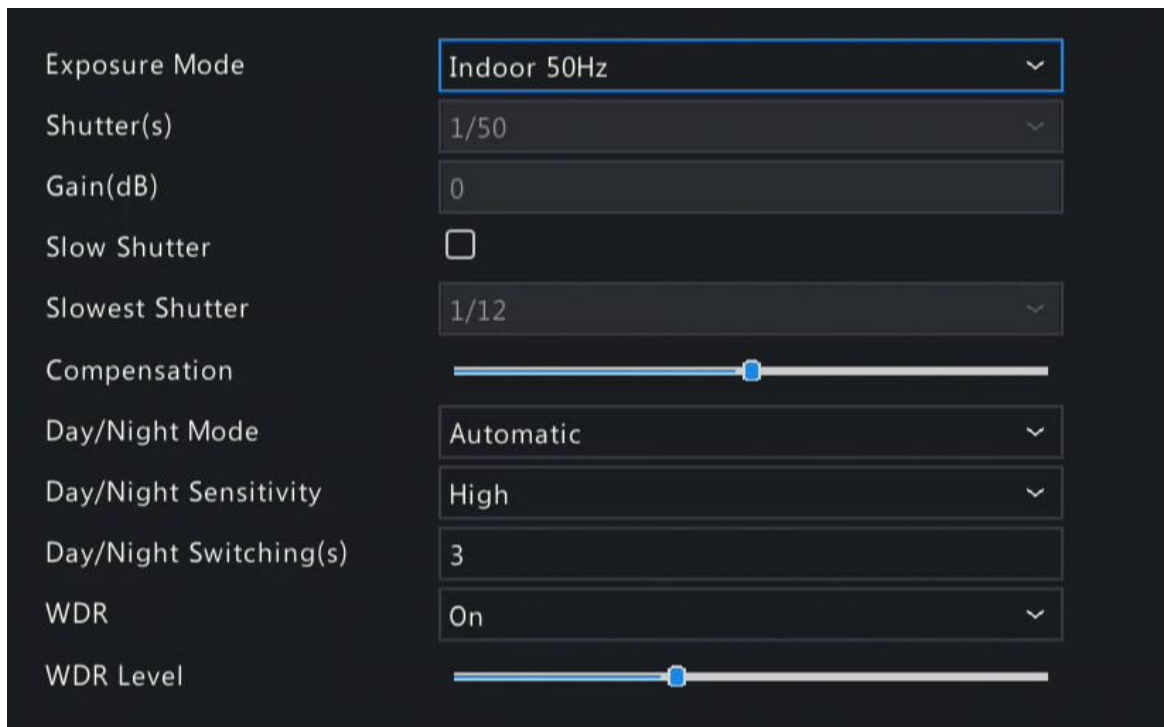 Exposure Mode Indoor 50Hz
Shutter(s) 1/50
Gain(dB) 0
Slow Shutter
Slowest Shutter 1/12
Compensation
Day/Night Mode Automatic
Day/Night Sensitivity High
Day/Night Switching(s) 3
WDR On
WDR Level